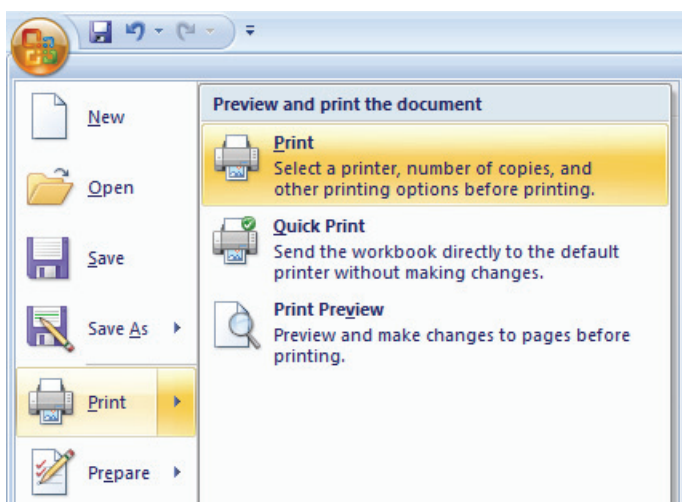 New
Open
Save
Save As
Print
Prepare
Preview and print the document
Print
Select a printer, number of copies, and
other printing options before printing.
Quick Print
Send the workbook directly to the default
printer without making changes.
Print Preview
Preview and make changes to pages before
printing.